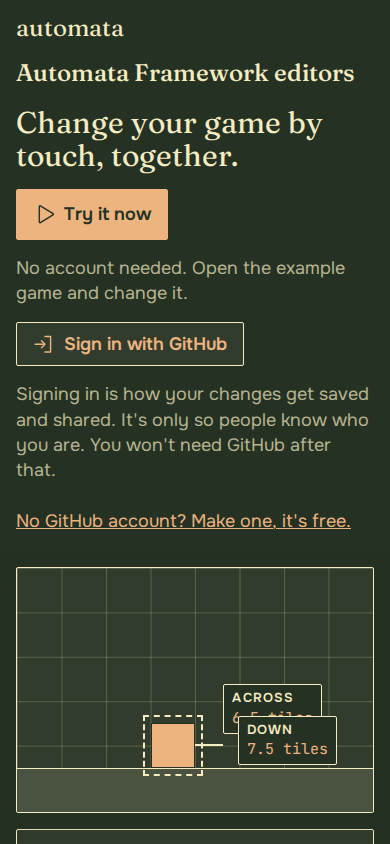 automata
Automata Framework editors
Change your game by
touch, together.
Try it now
No account needed. Open the example
game and change it.
Sign in with GitHub
Signing in is how your changes get saved
and shared. It's only so people know who
you are. You won't need GitHub after
that.
No GitHub account? Make one, it's free.
ACROSS
DOWN
7.5 tiles